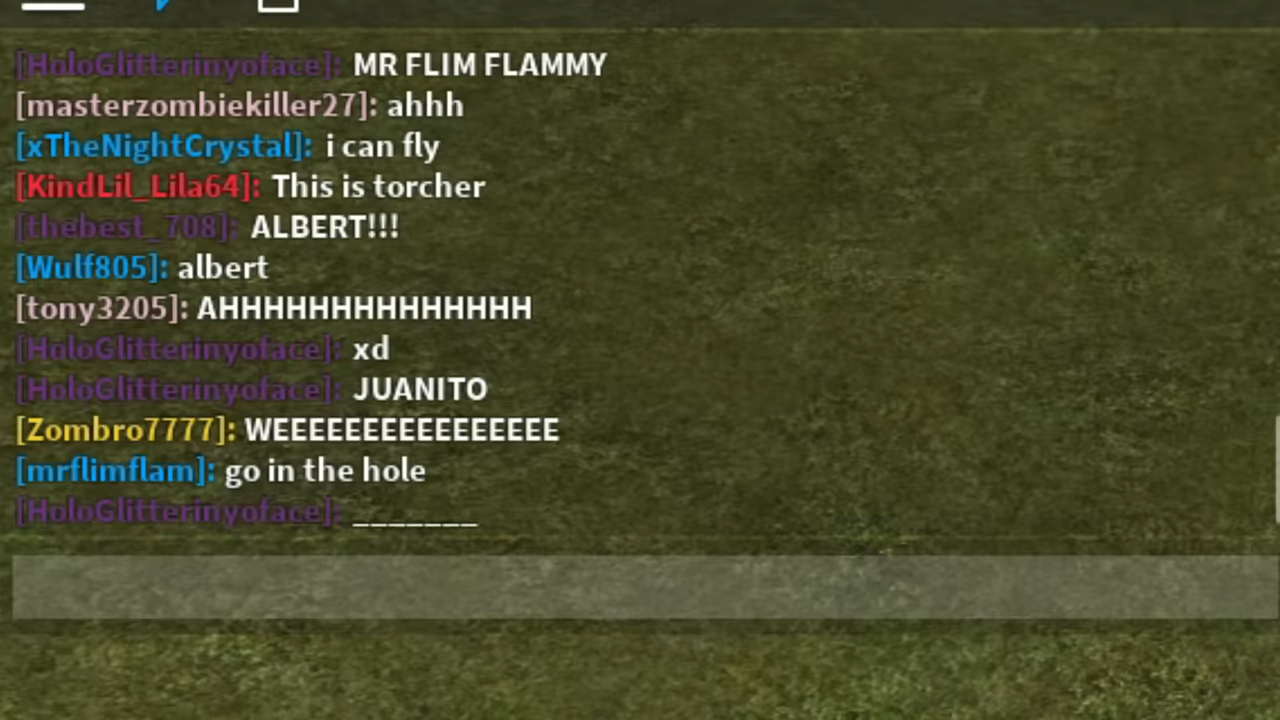 [HoloGlitterinyoface]: MR FLIM FLAMMY
[masterzombiekiller27]: ahhh
[xTheNightCrystal]: i can fly
[KindLil_Lila64]: This is torcher
[thebest_708]: ALBERT!!!
[Wulf805]: albert
[tony3205]: AHHHHHHHHHHHHHH
[HoloGlitterinyoface]: xd
[HoloGlitterinyoface]: JUANITO
[Zombro7777]: WEEEEEEEEEEEEEEEE
[mrflimflam]: go in the hole
[HoloGlitterinyoface]: _______